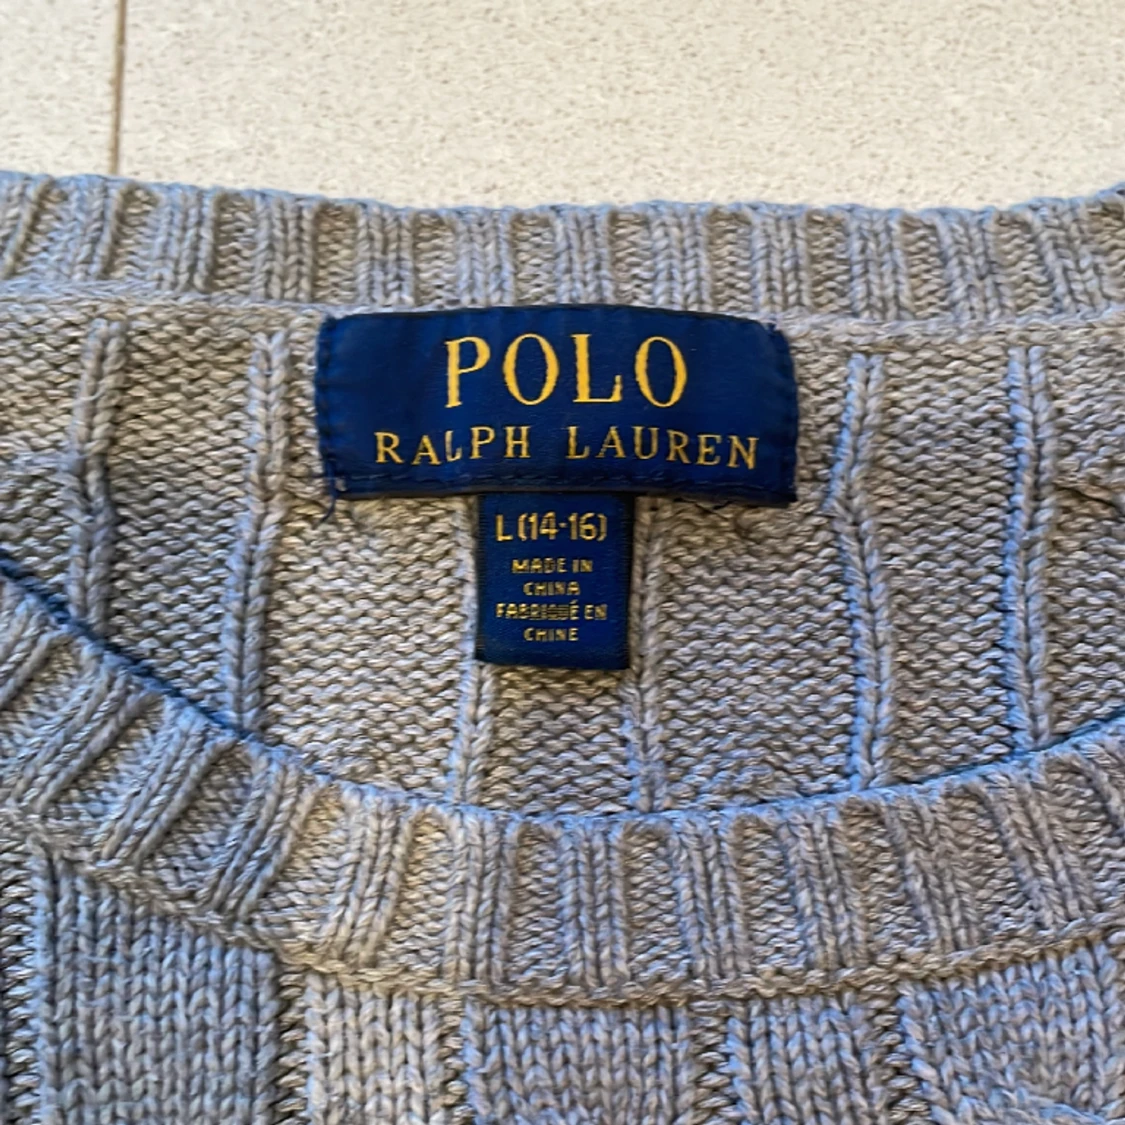 POLO
RALPH LAUREN
L(14-16)
MADE IN
CHINA
FABRIQUÉ EN
CHINE